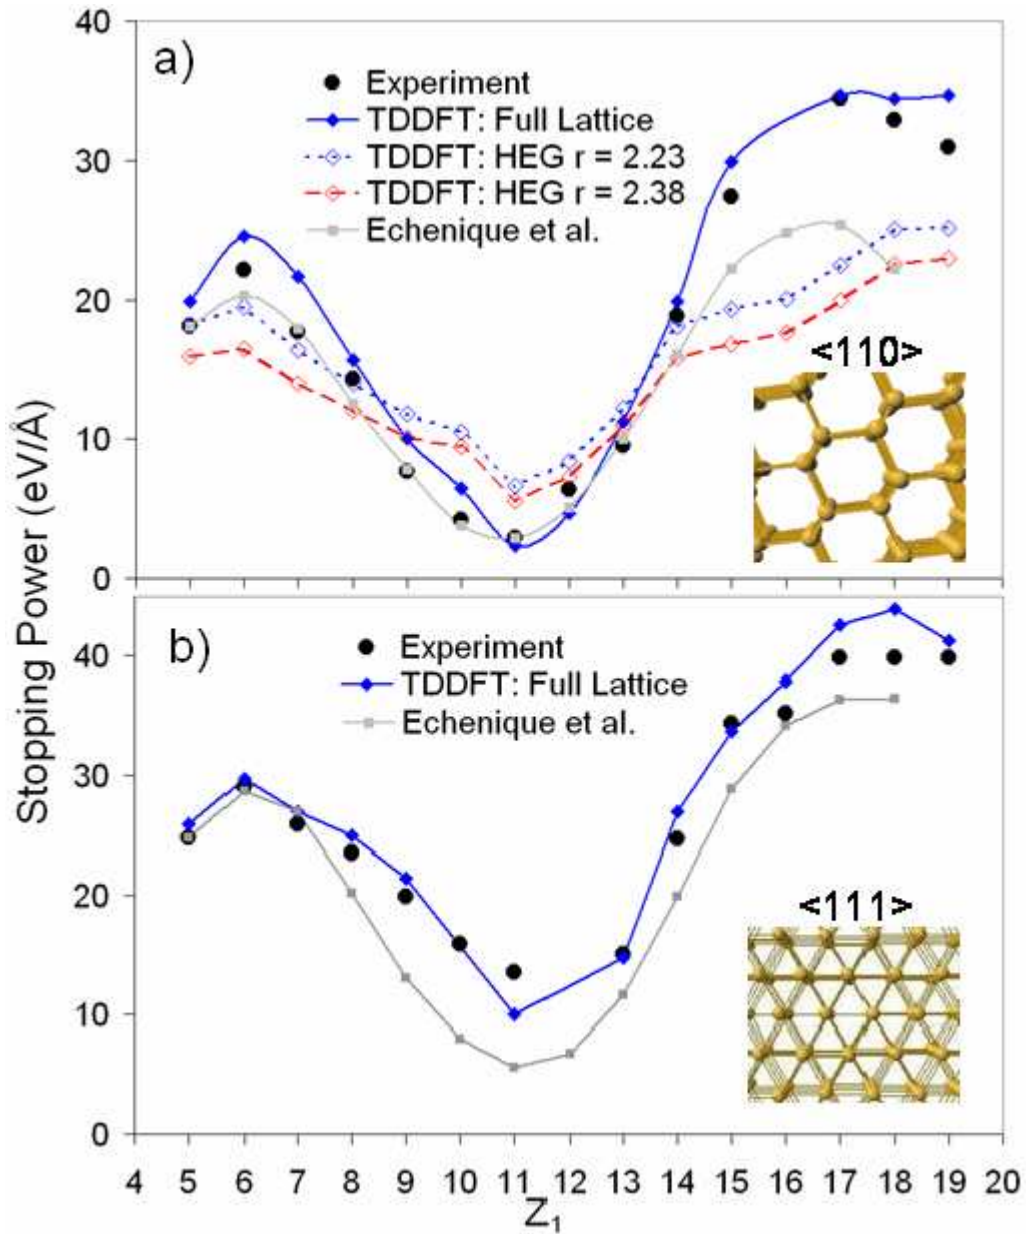 40
a)
Experiment
TDDFT: Full Lattice
TDDFT: HEG r = 2.23
TDDFT: HEG r = 2.38
Echenique et al.
30
20
<110>
10
0
Stopping Power (eV/Å)
b)
Experiment
TDDFT: Full Lattice
Echenique et al.
40
30
20
<111>
10
0
4 5 6 7 8 9 10 11 12 13 14 15 16 17 18 19 20
Z₁